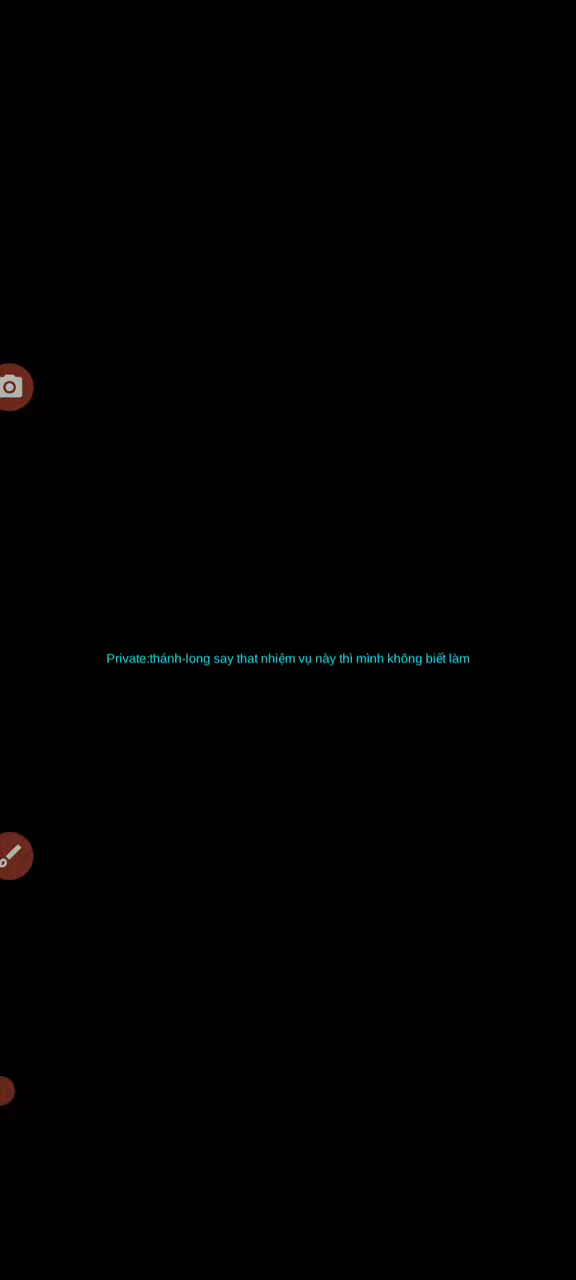 Private:thánh-long say that nhiệm vụ này thì mình không biết làm